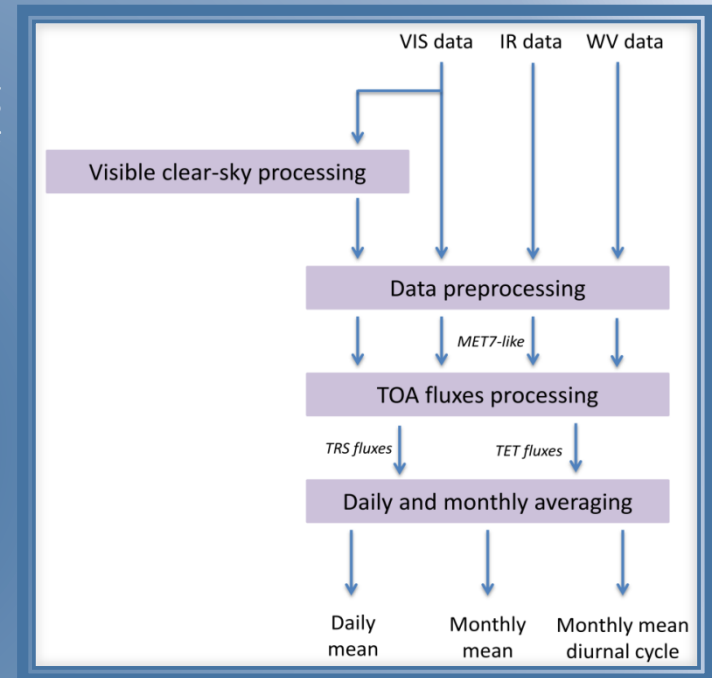 VIS data IR data WV data
Visible clear-sky processing
Data preprocessing
MET7-like
TOA fluxes processing
TRS fluxes TET fluxes
Daily and monthly averaging
Daily mean
Monthly mean
Monthly mean diurnal cycle